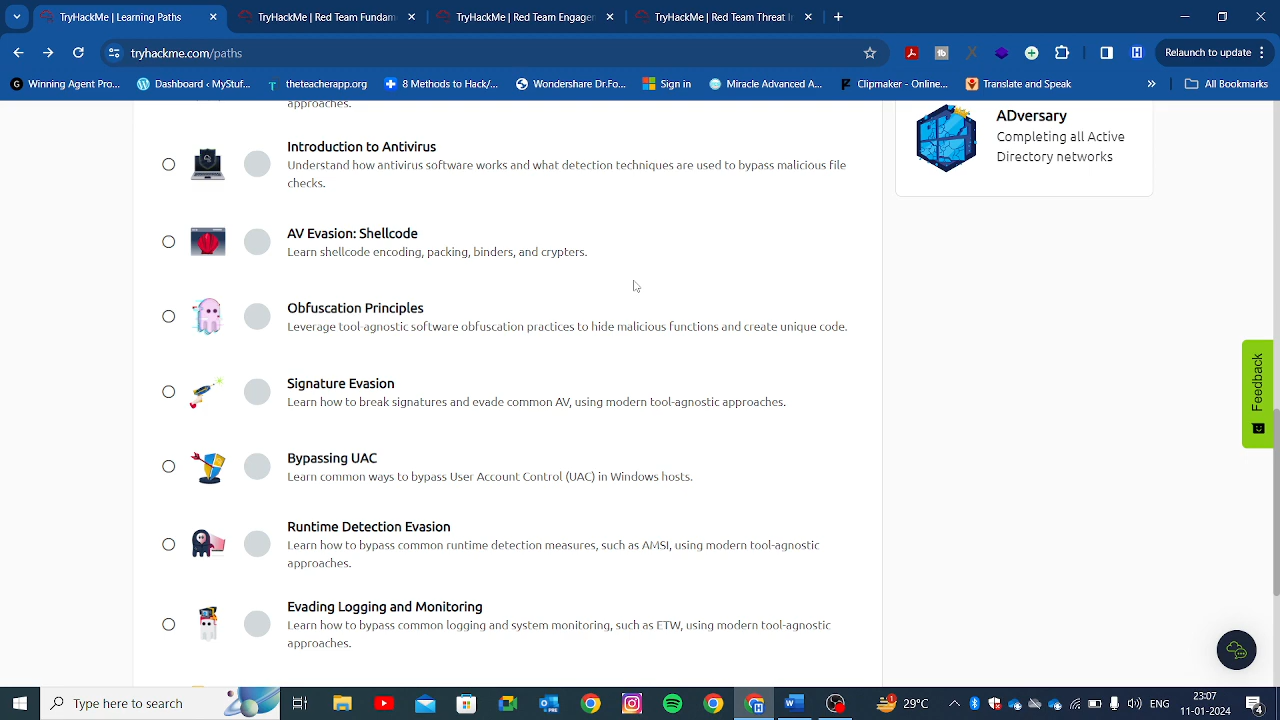 TryHackMe | Learning Paths
TryHackMe | Red Team Fundam
TryHackMe | Red Team Engagen
TryHackMe | Red Team Threat In
tryhackme.com/paths
Relaunch to update
Winning Agent Pro...
Dashboard ‹ MyStuf...
theteacherapp.org
8 Methods to Hack/...
Wondershare Dr.Fo...
Sign in
Miracle Advanced A...
Clipmaker - Online...
Translate and Speak
»
All Bookmarks
approaches.
Introduction to Antivirus
Understand how antivirus software works and what detection techniques are used to bypass malicious file
checks.
AV Evasion: Shellcode
Learn shellcode encoding, packing, binders, and crypters.
Obfuscation Principles
Leverage tool-agnostic software obfuscation practices to hide malicious functions and create unique code.
Signature Evasion
Learn how to break signatures and evade common AV, using modern tool-agnostic approaches.
Bypassing UAC
Learn common ways to bypass User Account Control (UAC) in Windows hosts.
Runtime Detection Evasion
Learn how to bypass common runtime detection measures, such as AMSI, using modern tool-agnostic
approaches.
Evading Logging and Monitoring
Learn how to bypass common logging and system monitoring, such as ETW, using modern tool-agnostic
approaches.
ADversary
Completing all Active
Directory networks
Feedback
Type here to search
29°C
ENG
23:07
11-01-2024